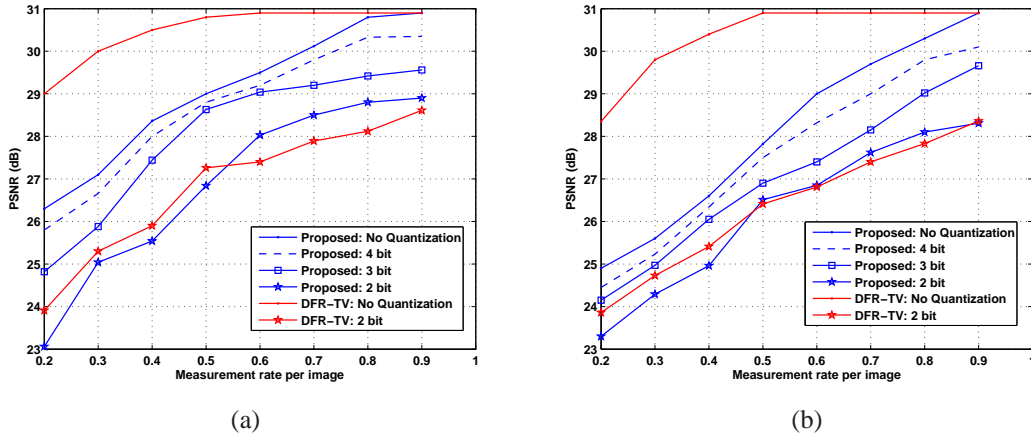 31
30
29
28
27
26
25
24
23
PSNR (dB)
0.2 0.3 0.4 0.5 0.6 0.7 0.8 0.9 1
Measurement rate per image
Proposed: No Quantization
Proposed: 4 bit
Proposed: 3 bit
Proposed: 2 bit
DFR−TV: No Quantization
DFR−TV: 2 bit
(a)
31
30
29
28
27
26
25
24
23
PSNR (dB)
0.2 0.3 0.4 0.5 0.6 0.7 0.8 0.9 1
Measurement rate per image
Proposed: No Quantization
Proposed: 4 bit
Proposed: 3 bit
Proposed: 2 bit
DFR−TV: No Quantization
DFR−TV: 2 bit
(b)